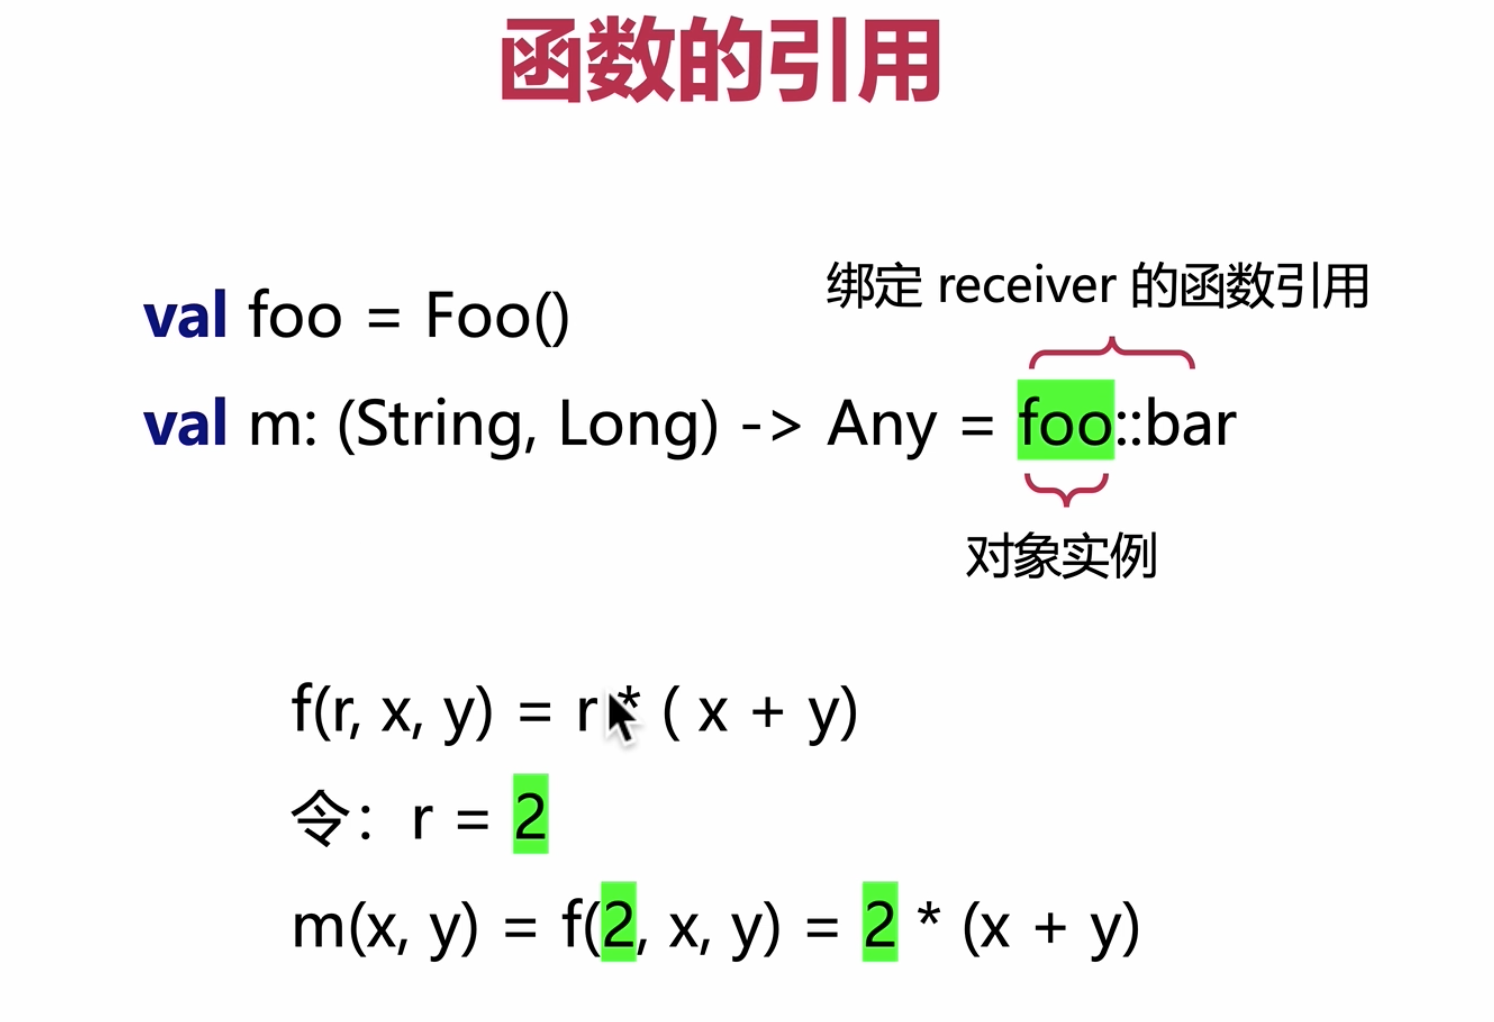 函数的引用
绑定 receiver 的函数引用
val foo = Foo()
val m: (String, Long) -> Any = foo::bar
对象实例
f(r, x, y) = r * ( x + y)
令：r = 2
m(x, y) = f(2, x, y) = 2 * (x + y)